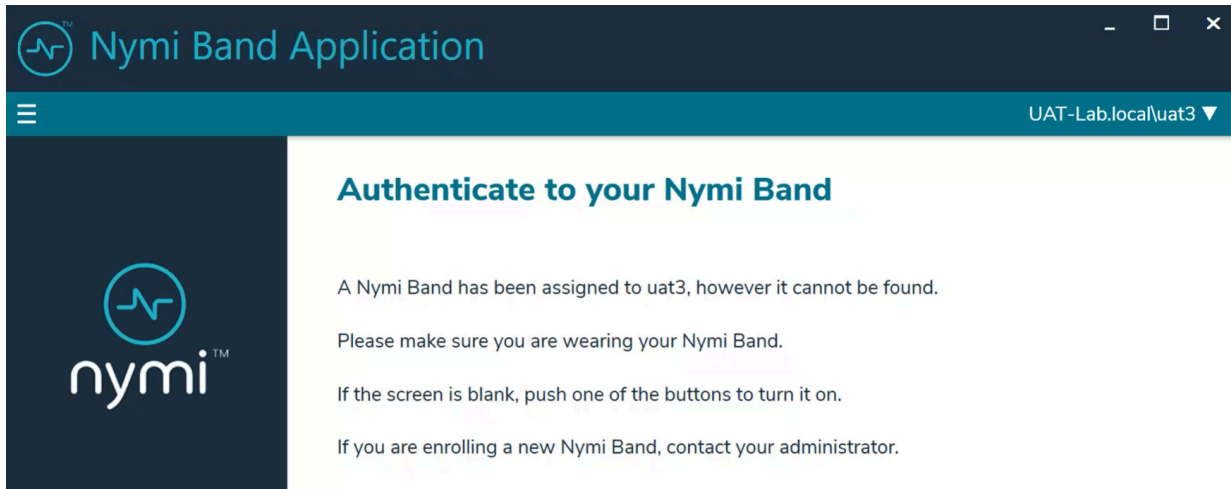 Nymi Band Application
TM
UAT-Lab.local\uat3 ▼
Authenticate to your Nymi Band
A Nymi Band has been assigned to uat3, however it cannot be found.
Please make sure you are wearing your Nymi Band.
nymi™
If the screen is blank, push one of the buttons to turn it on.
If you are enrolling a new Nymi Band, contact your administrator.